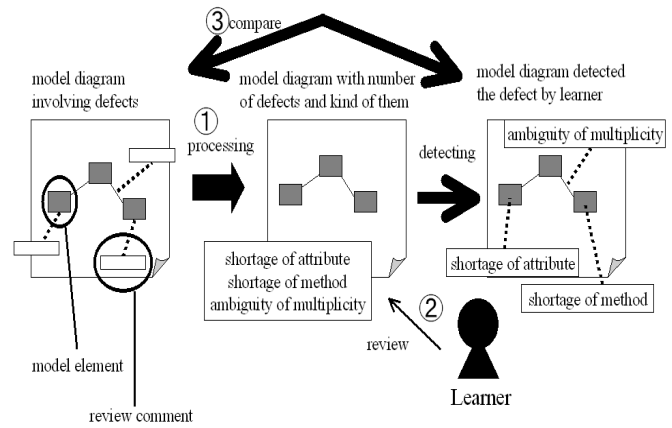 ③ compare
model diagram
involving defects
model diagram with number
of defects and kind of them
model diagram detected
the defect by learner
① processing
detecting
ambiguity of multiplicity
shortage of attribute
shortage of method
ambiguity of multiplicity
shortage of attribute
shortage of method
② review
model element
Learner
review comment